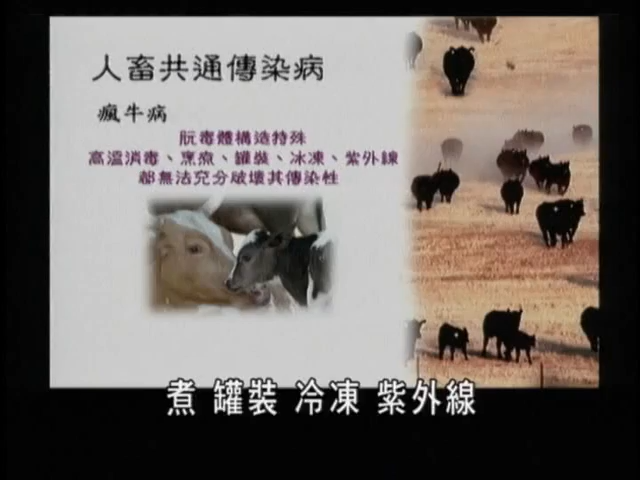 人畜共通傳染病
瘋牛病
朊毒體構造特殊
高溫消毒、烹煮、罐裝、冰凍、紫外線
都無法充分破壞其傳染性
煮 罐裝 冷凍 紫外線